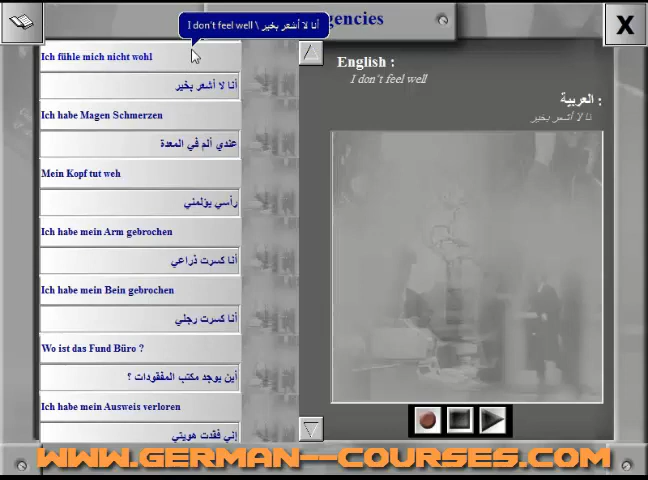 gencies
I don't feel well \ أنا لا أشعر بخير
X
Ich fühle mich nicht wohl
أنا لا أشعر بخير
Ich habe Magen Schmerzen
عندي ألم في المعدة
Mein Kopf tut weh
رأسي يؤلمني
Ich habe mein Arm gebrochen
أنا كسرت ذراعي
Ich habe mein Bein gebrochen
أنا كسرت رجلي
Wo ist das Fund Büro ?
أين يوجد مكتب المفقودات ؟
Ich habe mein Ausweis verloren
إني فقدت هويتي
English :
I don't feel well
العربية :
نا لا أشعر بخير
WWW.GERMAN--COURSES.COM